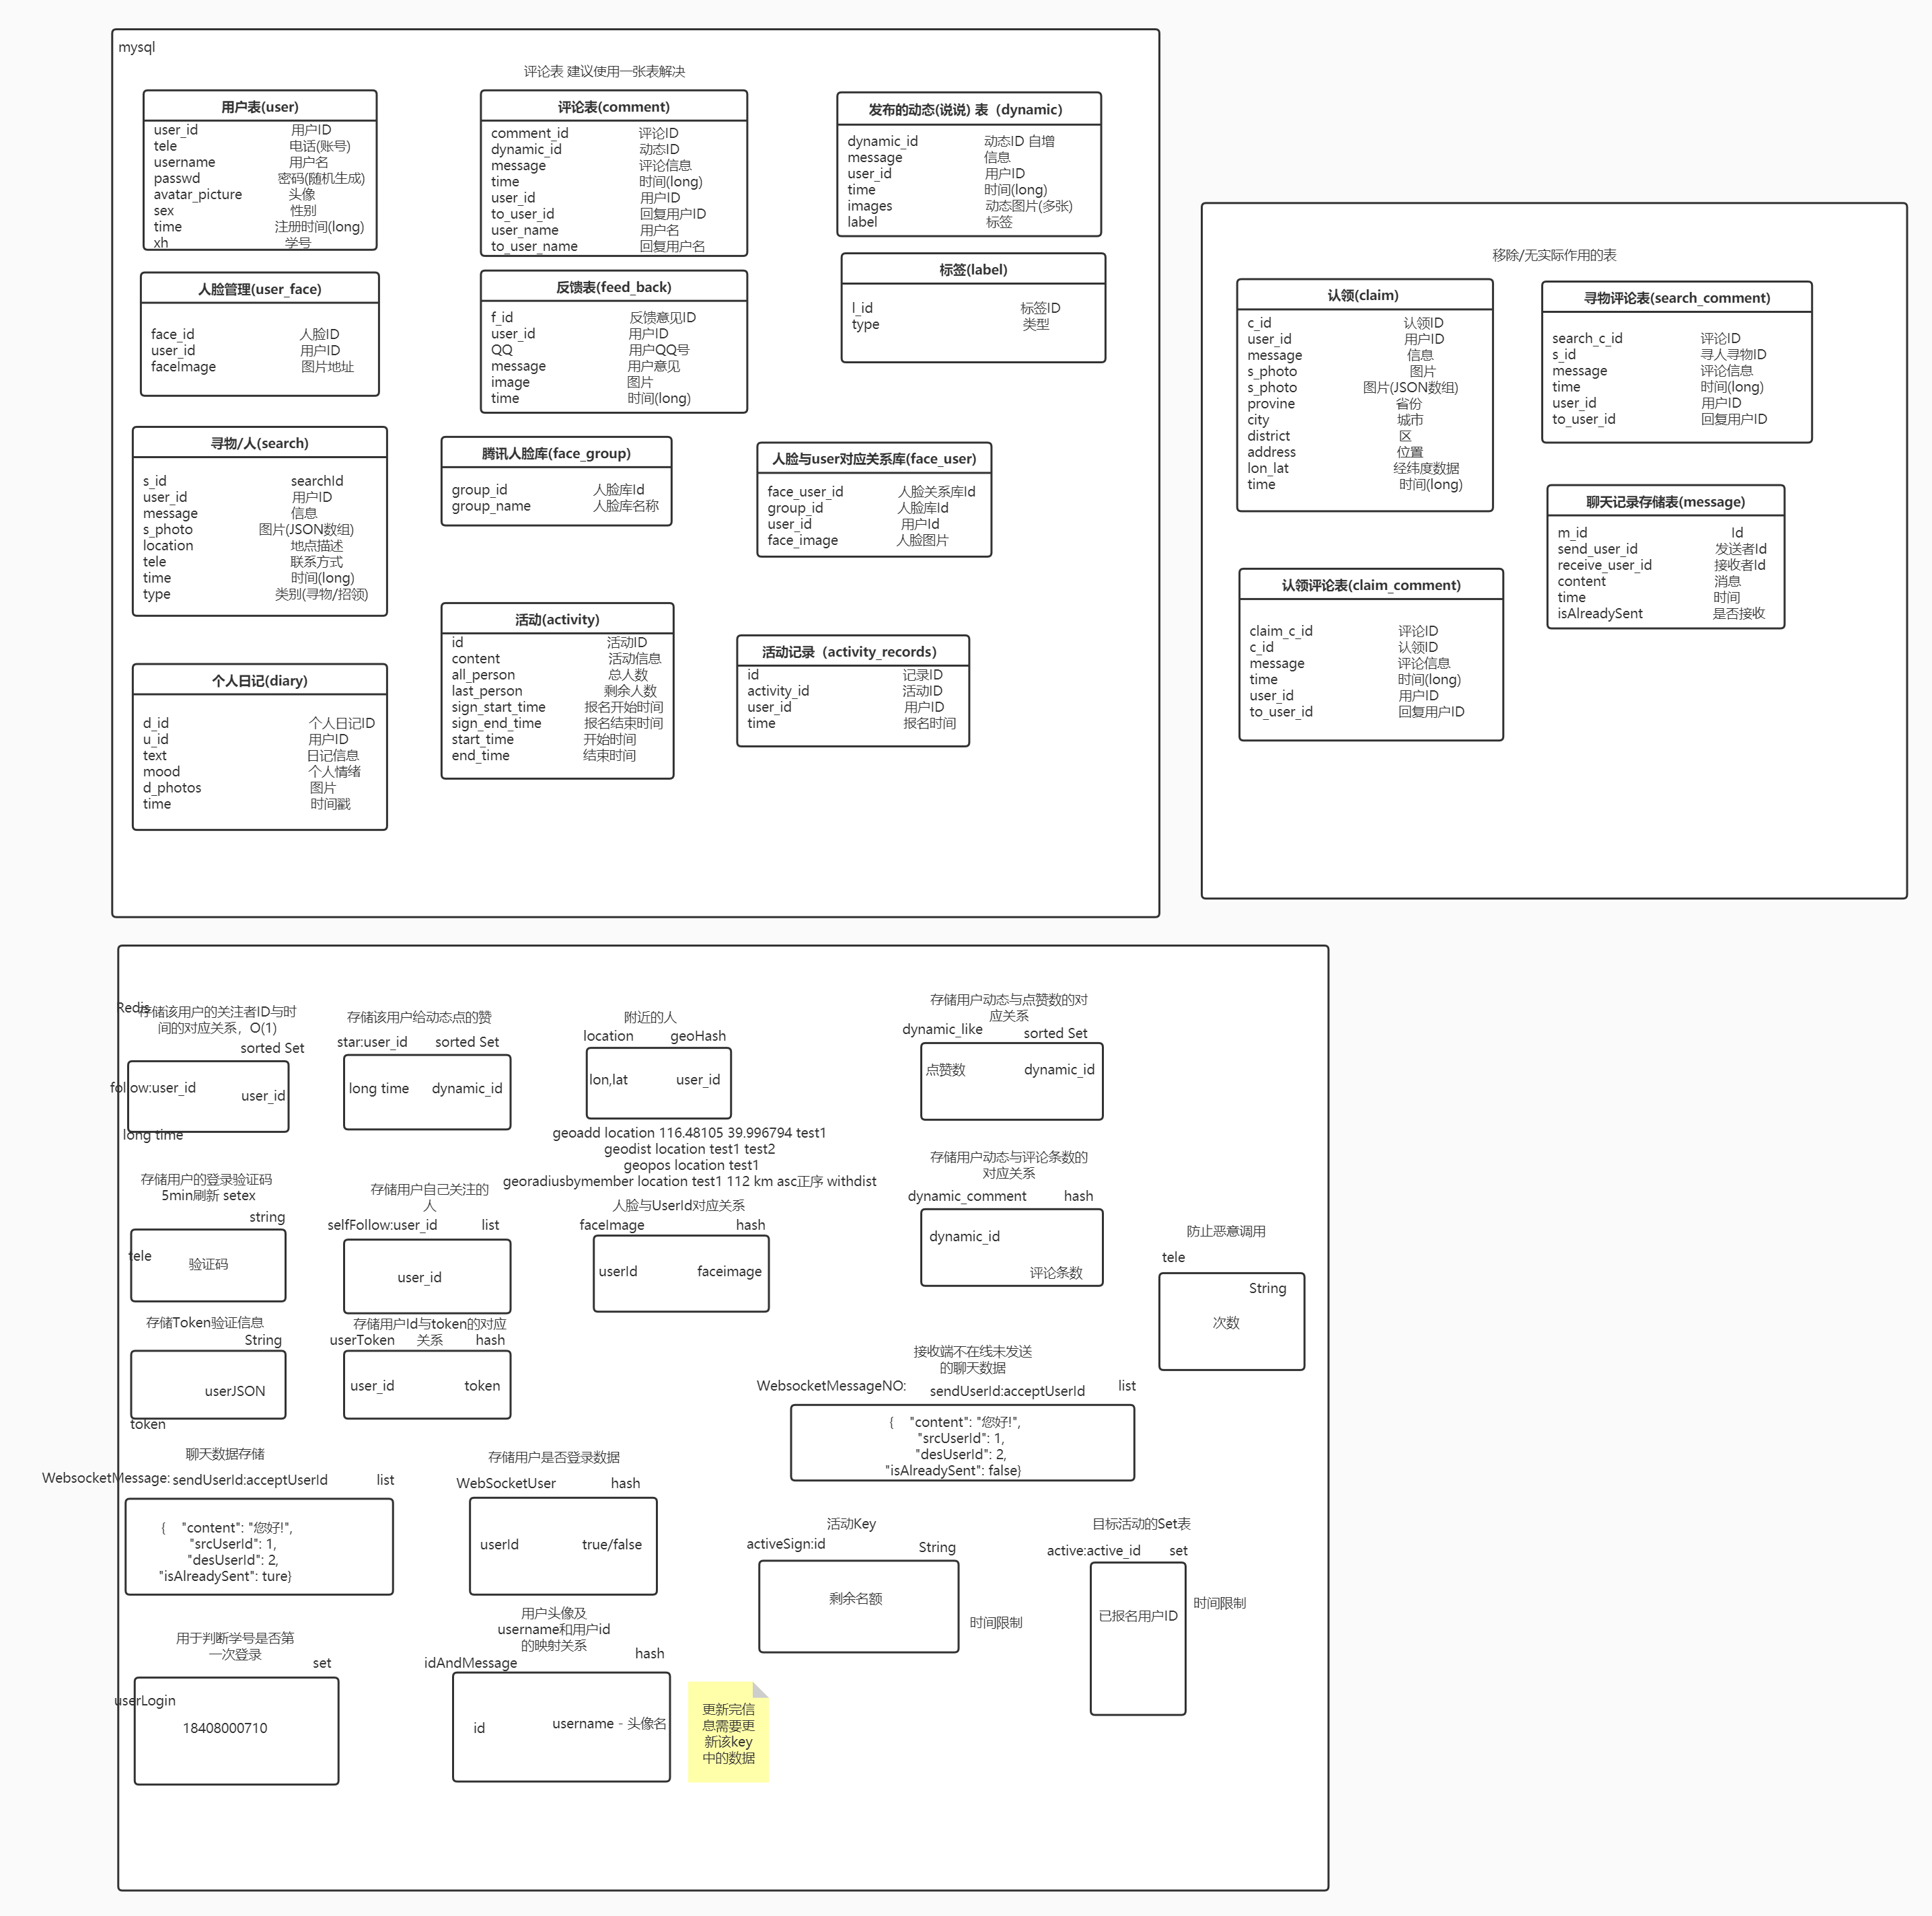 mysql
评论表 建议使用一张表解决
用户表(user)
user_id 用户ID
tele 电话(账号)
username 用户名
passwd 密码(随机生成)
avatar_picture 头像
sex 性别
time 注册时间(long)
xh 学号
评论表(comment)
comment_id 评论ID
dynamic_id 动态ID
message 评论信息
time 时间(long)
user_id 用户ID
to_user_id 回复用户ID
user_name 用户名
to_user_name 回复用户名
发布的动态(说说) 表（dynamic）
dynamic_id 动态ID 自增
message 信息
user_id 用户ID
time 时间(long)
images 动态图片(多张)
label 标签
人脸管理(user_face)
face_id 人脸ID
user_id 用户ID
faceImage 图片地址
反馈表(feed_back)
f_id 反馈意见ID
user_id 用户ID
QQ 用户QQ号
message 用户意见
image 图片
time 时间(long)
标签(label)
l_id 标签ID
type 类型
寻物/人(search)
s_id searchId
user_id 用户ID
message 信息
s_photo 图片(JSON数组)
location 地点描述
tele 联系方式
time 时间(long)
type 类别(寻物/招领)
腾讯人脸库(face_group)
group_id 人脸库Id
group_name 人脸库名称
人脸与user对应关系库(face_user)
face_user_id 人脸关系库Id
group_id 人脸库Id
user_id 用户Id
face_image 人脸图片
个人日记(diary)
d_id 个人日记ID
u_id 用户ID
text 日记信息
mood 个人情绪
d_photos 图片
time 时间戳
活动(activity)
id 活动ID
content 活动信息
all_person 总人数
last_person 剩余人数
sign_start_time 报名开始时间
sign_end_time 报名结束时间
start_time 开始时间
end_time 结束时间
活动记录（activity_records）
id 记录ID
activity_id 活动ID
user_id 用户ID
time 报名时间
移除/无实际作用的表
认领(claim)
c_id 认领ID
user_id 用户ID
message 信息
s_photo 图片
s_photo 图片(JSON数组)
provine 省份
city 城市
district 区
address 位置
lon_lat 经纬度数据
time 时间(long)
寻物评论表(search_comment)
search_c_id 评论ID
s_id 寻人寻物ID
message 评论信息
time 时间(long)
user_id 用户ID
to_user_id 回复用户ID
聊天记录存储表(message)
m_id Id
send_user_id 发送者Id
receive_user_id 接收者Id
content 消息
time 时间
isAlreadySent 是否接收
认领评论表(claim_comment)
claim_c_id 评论ID
c_id 认领ID
message 评论信息
time 时间(long)
user_id 用户ID
to_user_id 回复用户ID
Redis
存储该用户的关注者ID与时
间的对应关系，O(1)
sorted Set
follow:user_id
user_id
long time
存储该用户给动态点的赞
star:user_id sorted Set
long time dynamic_id
附近的人
location geoHash
lon,lat user_id
geoadd location 116.48105 39.996794 test1
geodist location test1 test2
geopos location test1
georadiusbymember location test1 112 km asc正序 withdist
存储用户动态与点赞数的对
应关系
dynamic_like sorted Set
点赞数 dynamic_id
存储用户的登录验证码
5min刷新 setex
string
tele
验证码
存储用户自己关注的
人
selfFollow:user_id list
user_id
人脸与UserId对应关系
faceImage hash
userId faceimage
存储用户动态与评论条数的
对应关系
dynamic_comment hash
dynamic_id
评论条数
防止恶意调用
tele
String
次数
存储Token验证信息
String
userJSON
token
存储用户Id与token的对应
关系
userToken hash
user_id token
接收端不在线未发送
的聊天数据
WebsocketMessageNO: sendUserId:acceptUserId list
{ "content": "您好!",
"srcUserId": 1,
"desUserId": 2,
"isAlreadySent": false}
聊天数据存储
WebsocketMessage: sendUserId:acceptUserId list
{ "content": "您好!",
"srcUserId": 1,
"desUserId": 2,
"isAlreadySent": ture}
存储用户是否登录数据
WebSocketUser hash
userId true/false
活动Key
activeSign:id String
剩余名额
时间限制
目标活动的Set表
active:active_id set
已报名用户ID
时间限制
用于判断学号是否第
一次登录
set
userLogin
18408000710
用户头像及
username和用户id
的映射关系
idAndMessage hash
id username - 头像名
更新完信
息需要更
新该key
中的数据